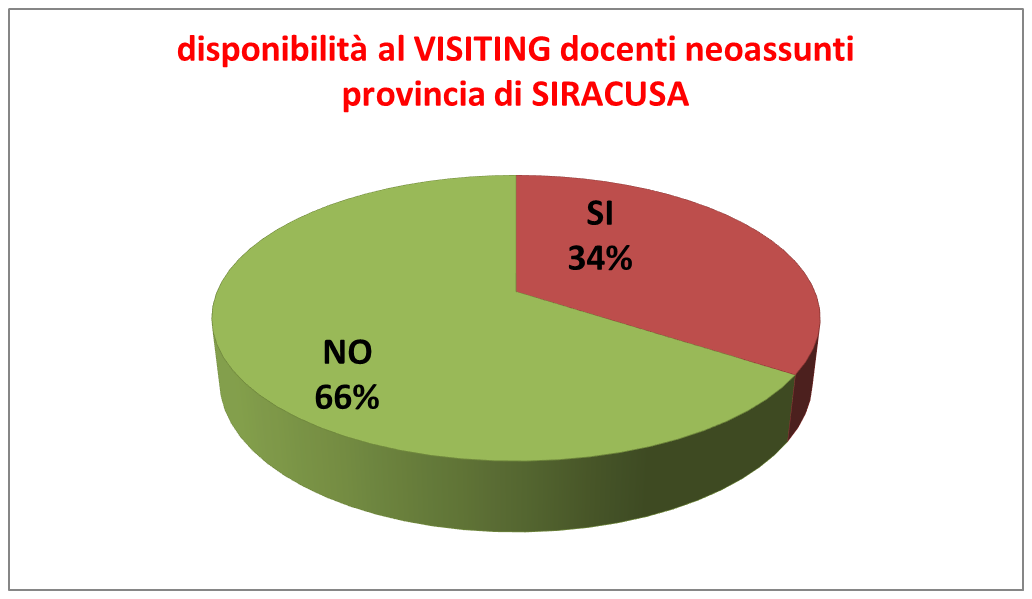 disponibilità al VISITING docenti neoassunti
provincia di SIRACUSA
SI
34%
NO
66%